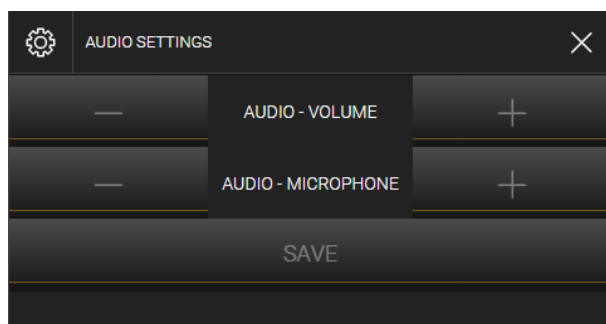 AUDIO SETTINGS
AUDIO - VOLUME
AUDIO - MICROPHONE
SAVE